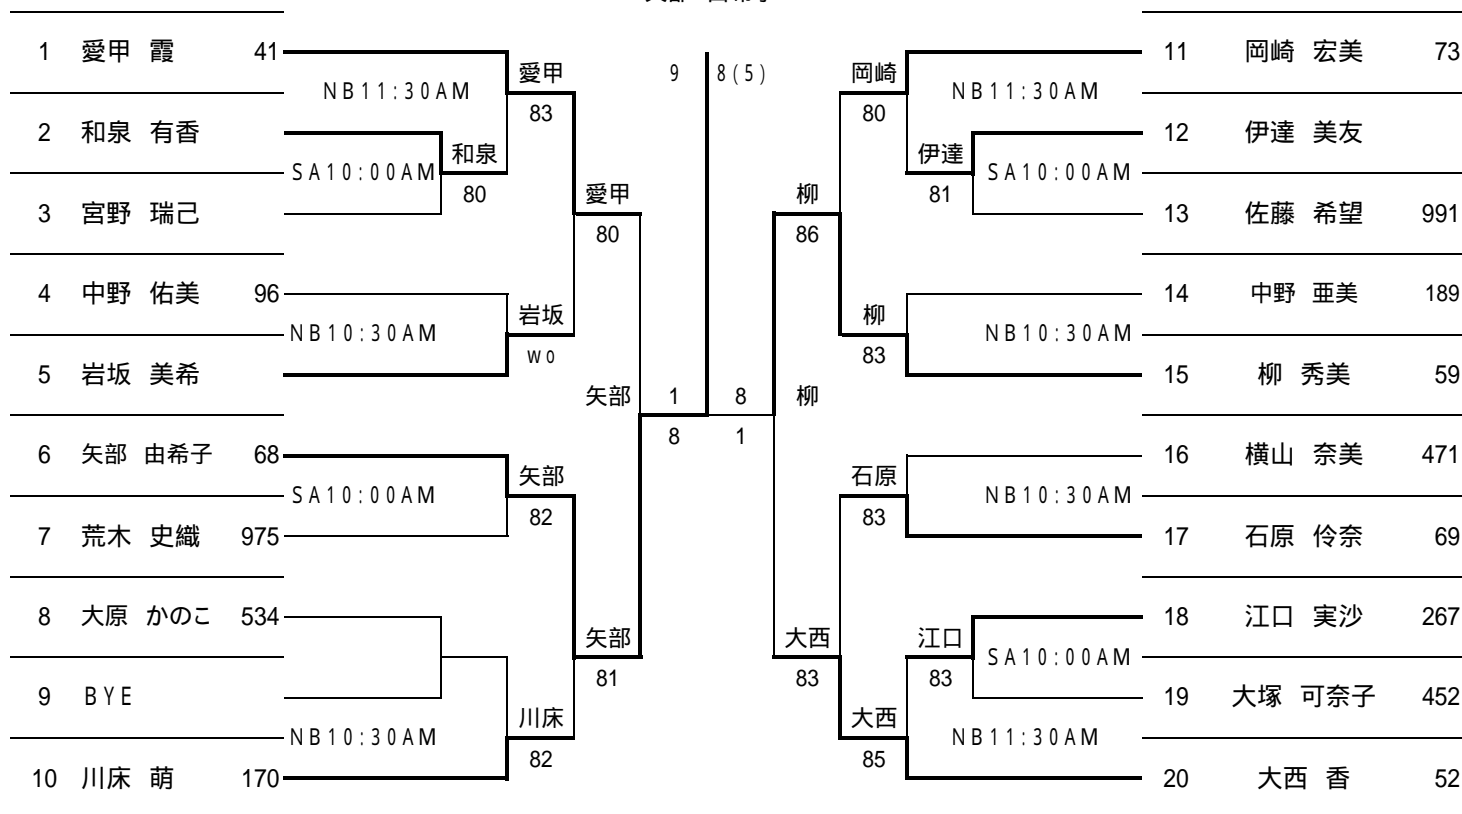 1 愛甲 霞 41
NB11:30AM
2 和泉 有香
SA10:00AM
3 宮野 瑞己
4 中野 佑美 96
NB10:30AM
5 岩坂 美希
6 矢部 由希子 68
SA10:00AM
7 荒木 史織 975
8 大原 かのこ 534
9 BYE
NB10:30AM
10 川床 萌 170
和泉
80
愛甲
83
岩坂
W0
矢部
82
川床
82
愛甲
80
矢部
81
矢部
1
8
9 8(5)
8
1
柳
柳
86
大西
83
岡崎
80
柳
83
石原
83
大西
85
伊達
81
江口
83
11 岡崎 宏美 73
NB11:30AM
12 伊達 美友
SA10:00AM
13 佐藤 希望 991
14 中野 亜美 189
NB10:30AM
15 柳 秀美 59
16 横山 奈美 471
NB10:30AM
17 石原 伶奈 69
18 江口 実沙 267
SA10:00AM
19 大塚 可奈子 452
NB11:30AM
20 大西 香 52